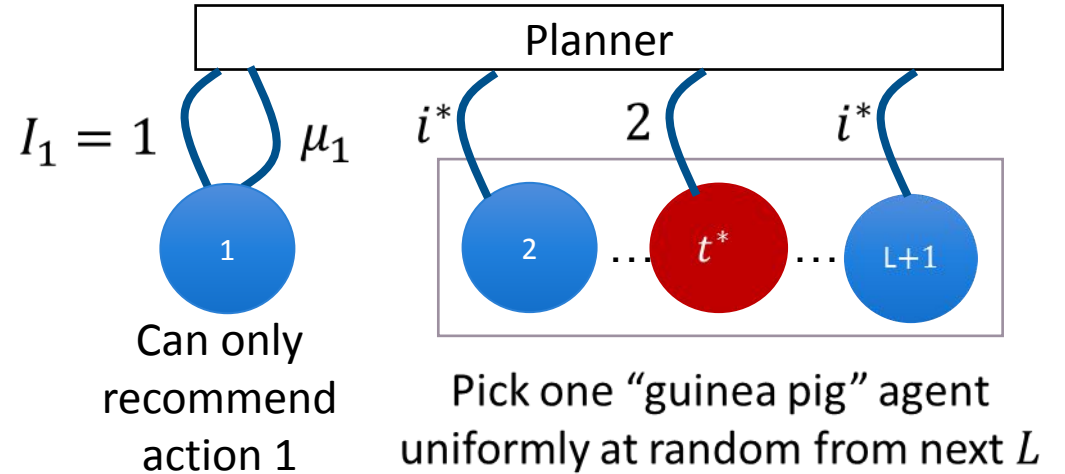 Planner
I₁ = 1
μ₁
i*
2
i*
1
2
...
t*
...
L+1
Can only
recommend
action 1
Pick one “guinea pig” agent
uniformly at random from next L